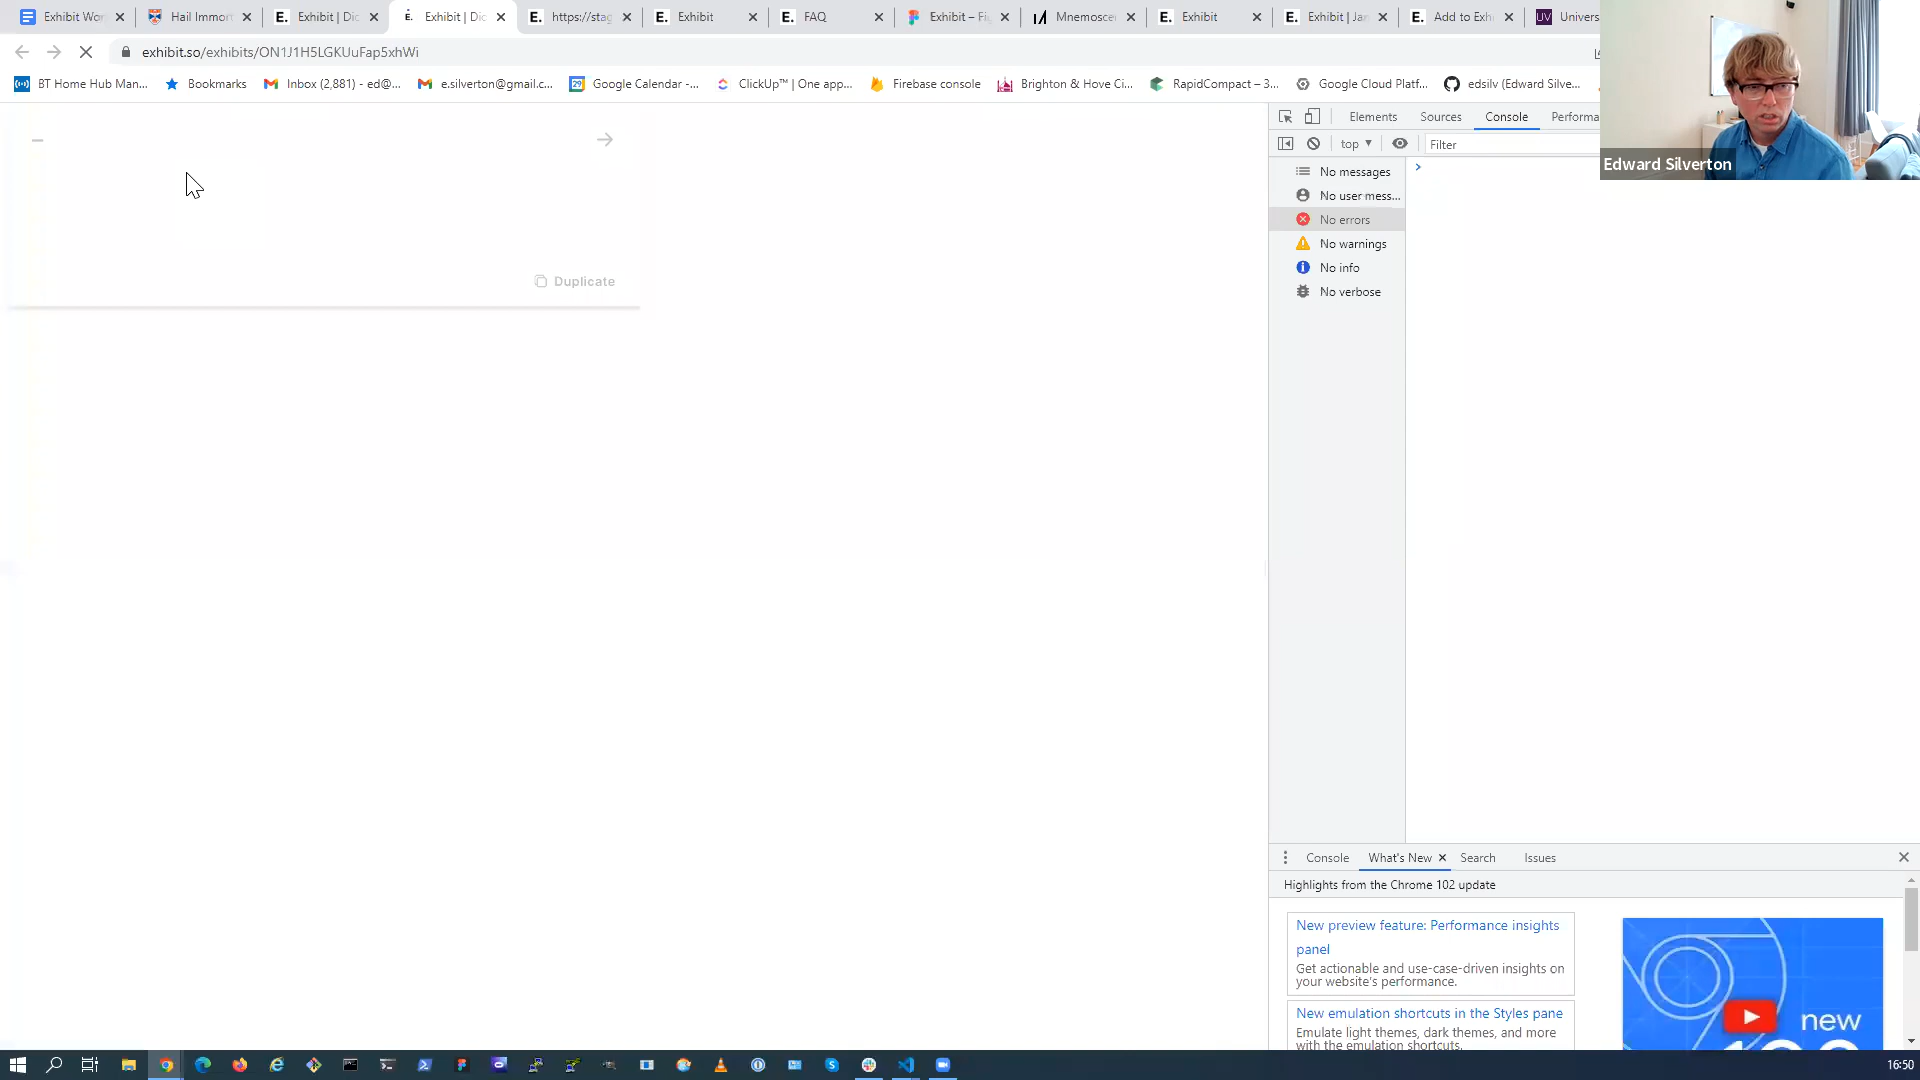 Exhibit Wor
Hail Immort
Exhibit | Dic
Exhibit | Dic
https://stag
Exhibit
FAQ
Exhibit – Fig
Mnemoscen
Exhibit
Exhibit | Jan
Add to Exhi
UV Univers
exhibit.so/exhibits/ON1J1H5LGKUuFap5xhWi
BT Home Hub Man...
Bookmarks
Inbox (2,881) - ed@...
e.silverton@gmail.c...
Google Calendar -...
ClickUp™ | One app...
Firebase console
Brighton & Hove Ci...
RapidCompact – 3...
Google Cloud Platf...
edsilv (Edward Silve...
Elements
Sources
Console
Performa
top
Filter
Edward Silverton
No messages
No user mess...
No errors
No warnings
No info
No verbose
Duplicate
Console
What's New
Search
Issues
Highlights from the Chrome 102 update
New preview feature: Performance insights
panel
Get actionable and use-case-driven insights on
your website's performance.
New emulation shortcuts in the Styles pane
Emulate light themes, dark themes, and more
with the emulation shortcuts.
new
16:50